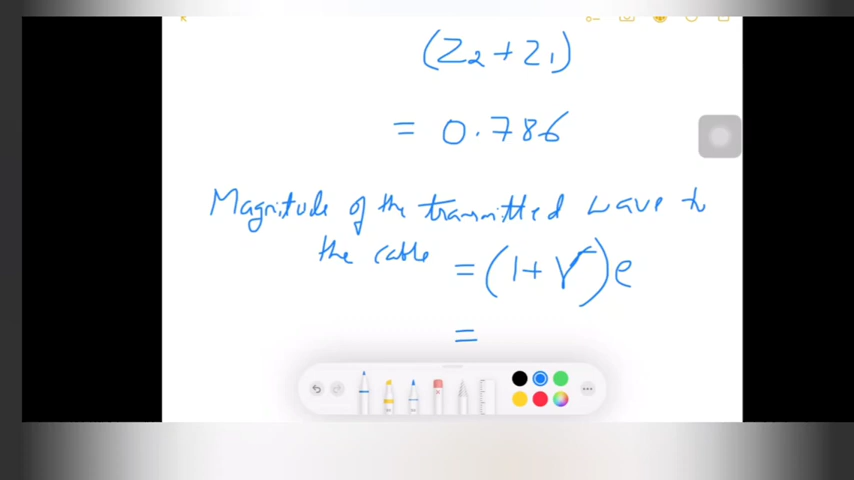 (Z₂ + Z₁)
= 0.786
Magnitude of the transmitted wave to
the cable = (1 + γ) e
=